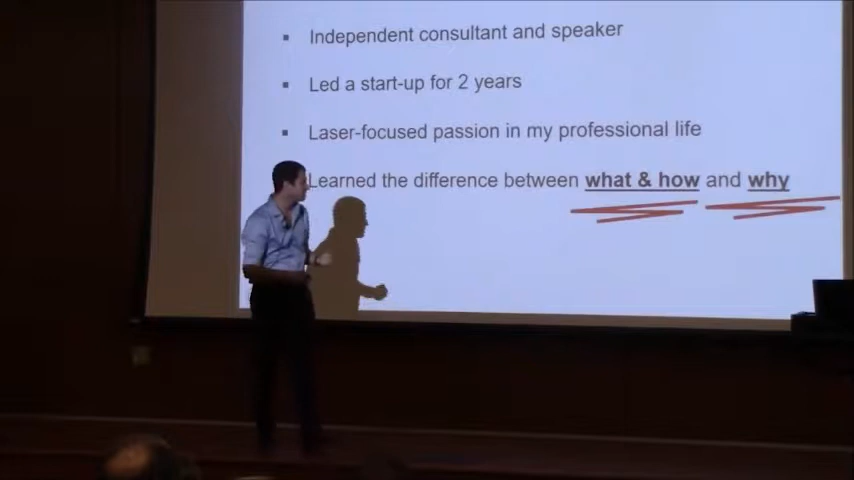 ▪ Independent consultant and speaker
▪ Led a start-up for 2 years
▪ Laser-focused passion in my professional life
Learned the difference between what & how and why